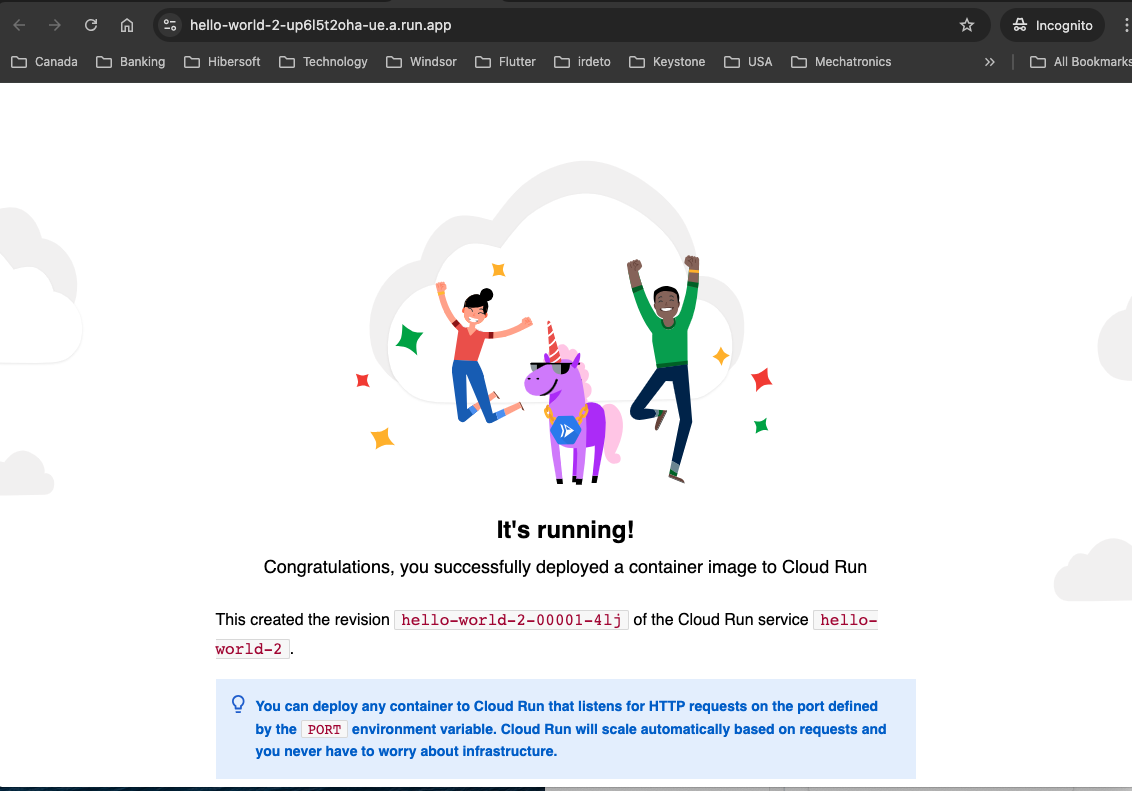 hello-world-2-up6l5t2oha-ue.a.run.app
Incognito
Canada Banking Hibersoft Technology Windsor Flutter irdeto Keystone USA Mechatronics » All Bookmarks
It's running!
Congratulations, you successfully deployed a container image to Cloud Run
This created the revision hello-world-2-00001-4lj of the Cloud Run service hello-
world-2 .
You can deploy any container to Cloud Run that listens for HTTP requests on the port defined
by the PORT environment variable. Cloud Run will scale automatically based on requests and
you never have to worry about infrastructure.